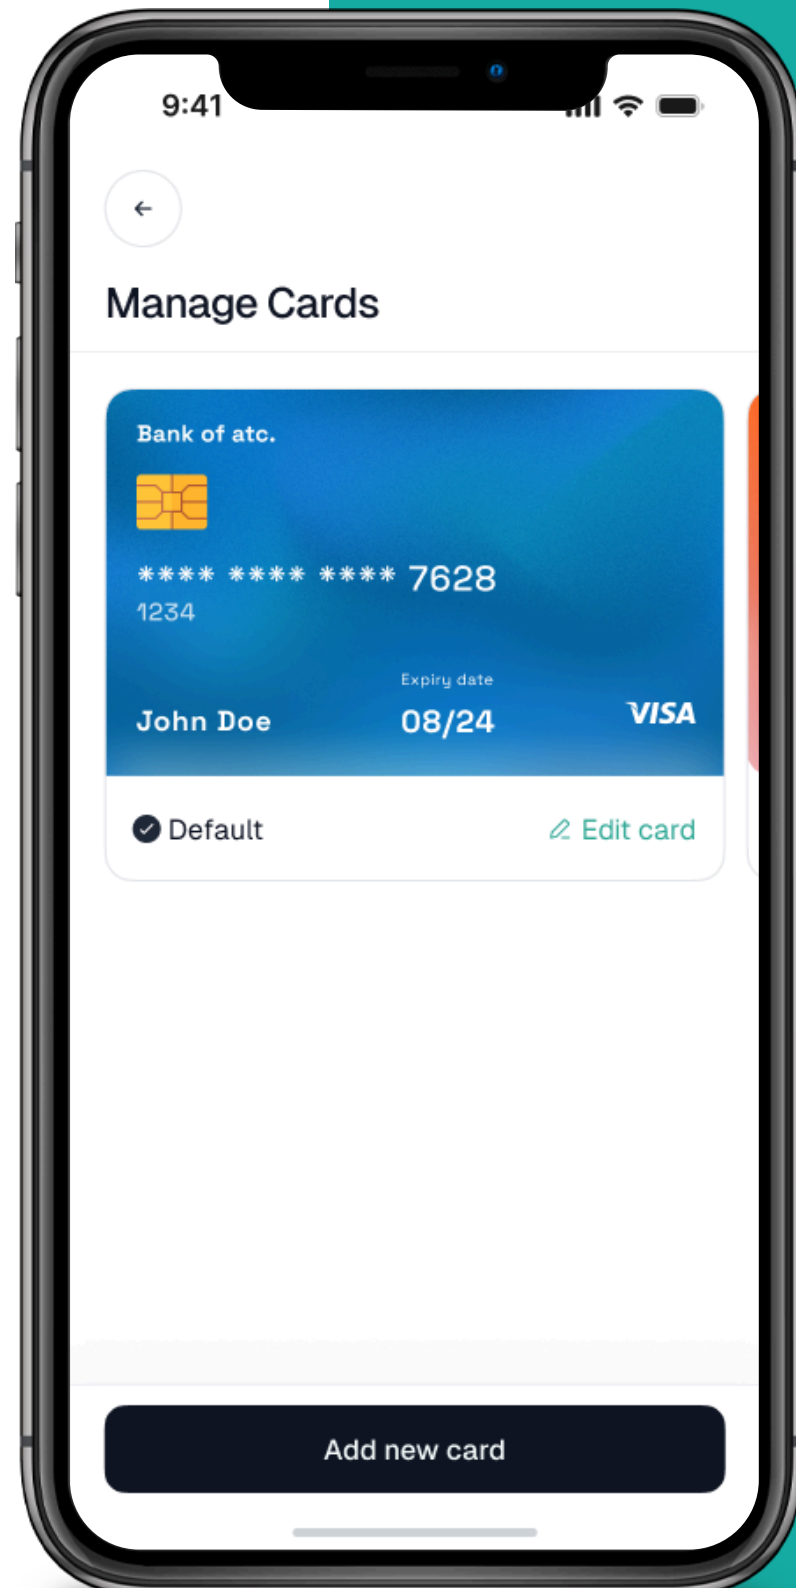 9:41
Manage Cards
Bank of atc.
**** **** **** 7628
1234
Expiry date
John Doe 08/24 VISA
Default Edit card
Add new card